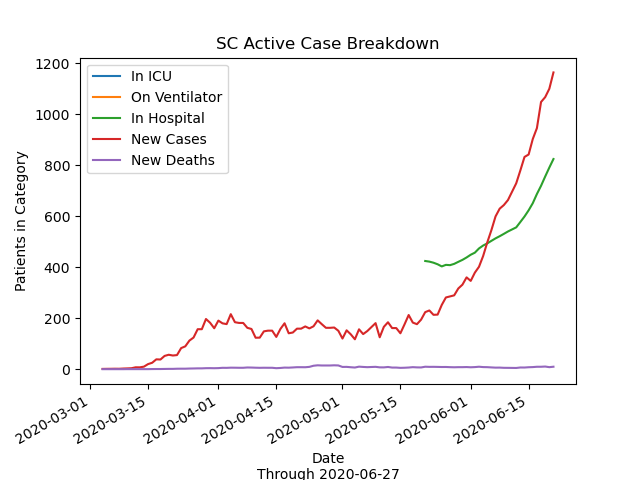 SC Active Case Breakdown
In ICU
On Ventilator
In Hospital
New Cases
New Deaths
Patients in Category
1200
1000
800
600
400
200
0
2020-03-01
2020-03-15
2020-04-01
2020-04-15
2020-05-01
2020-05-15
2020-06-01
2020-06-15
Date
Through 2020-06-27